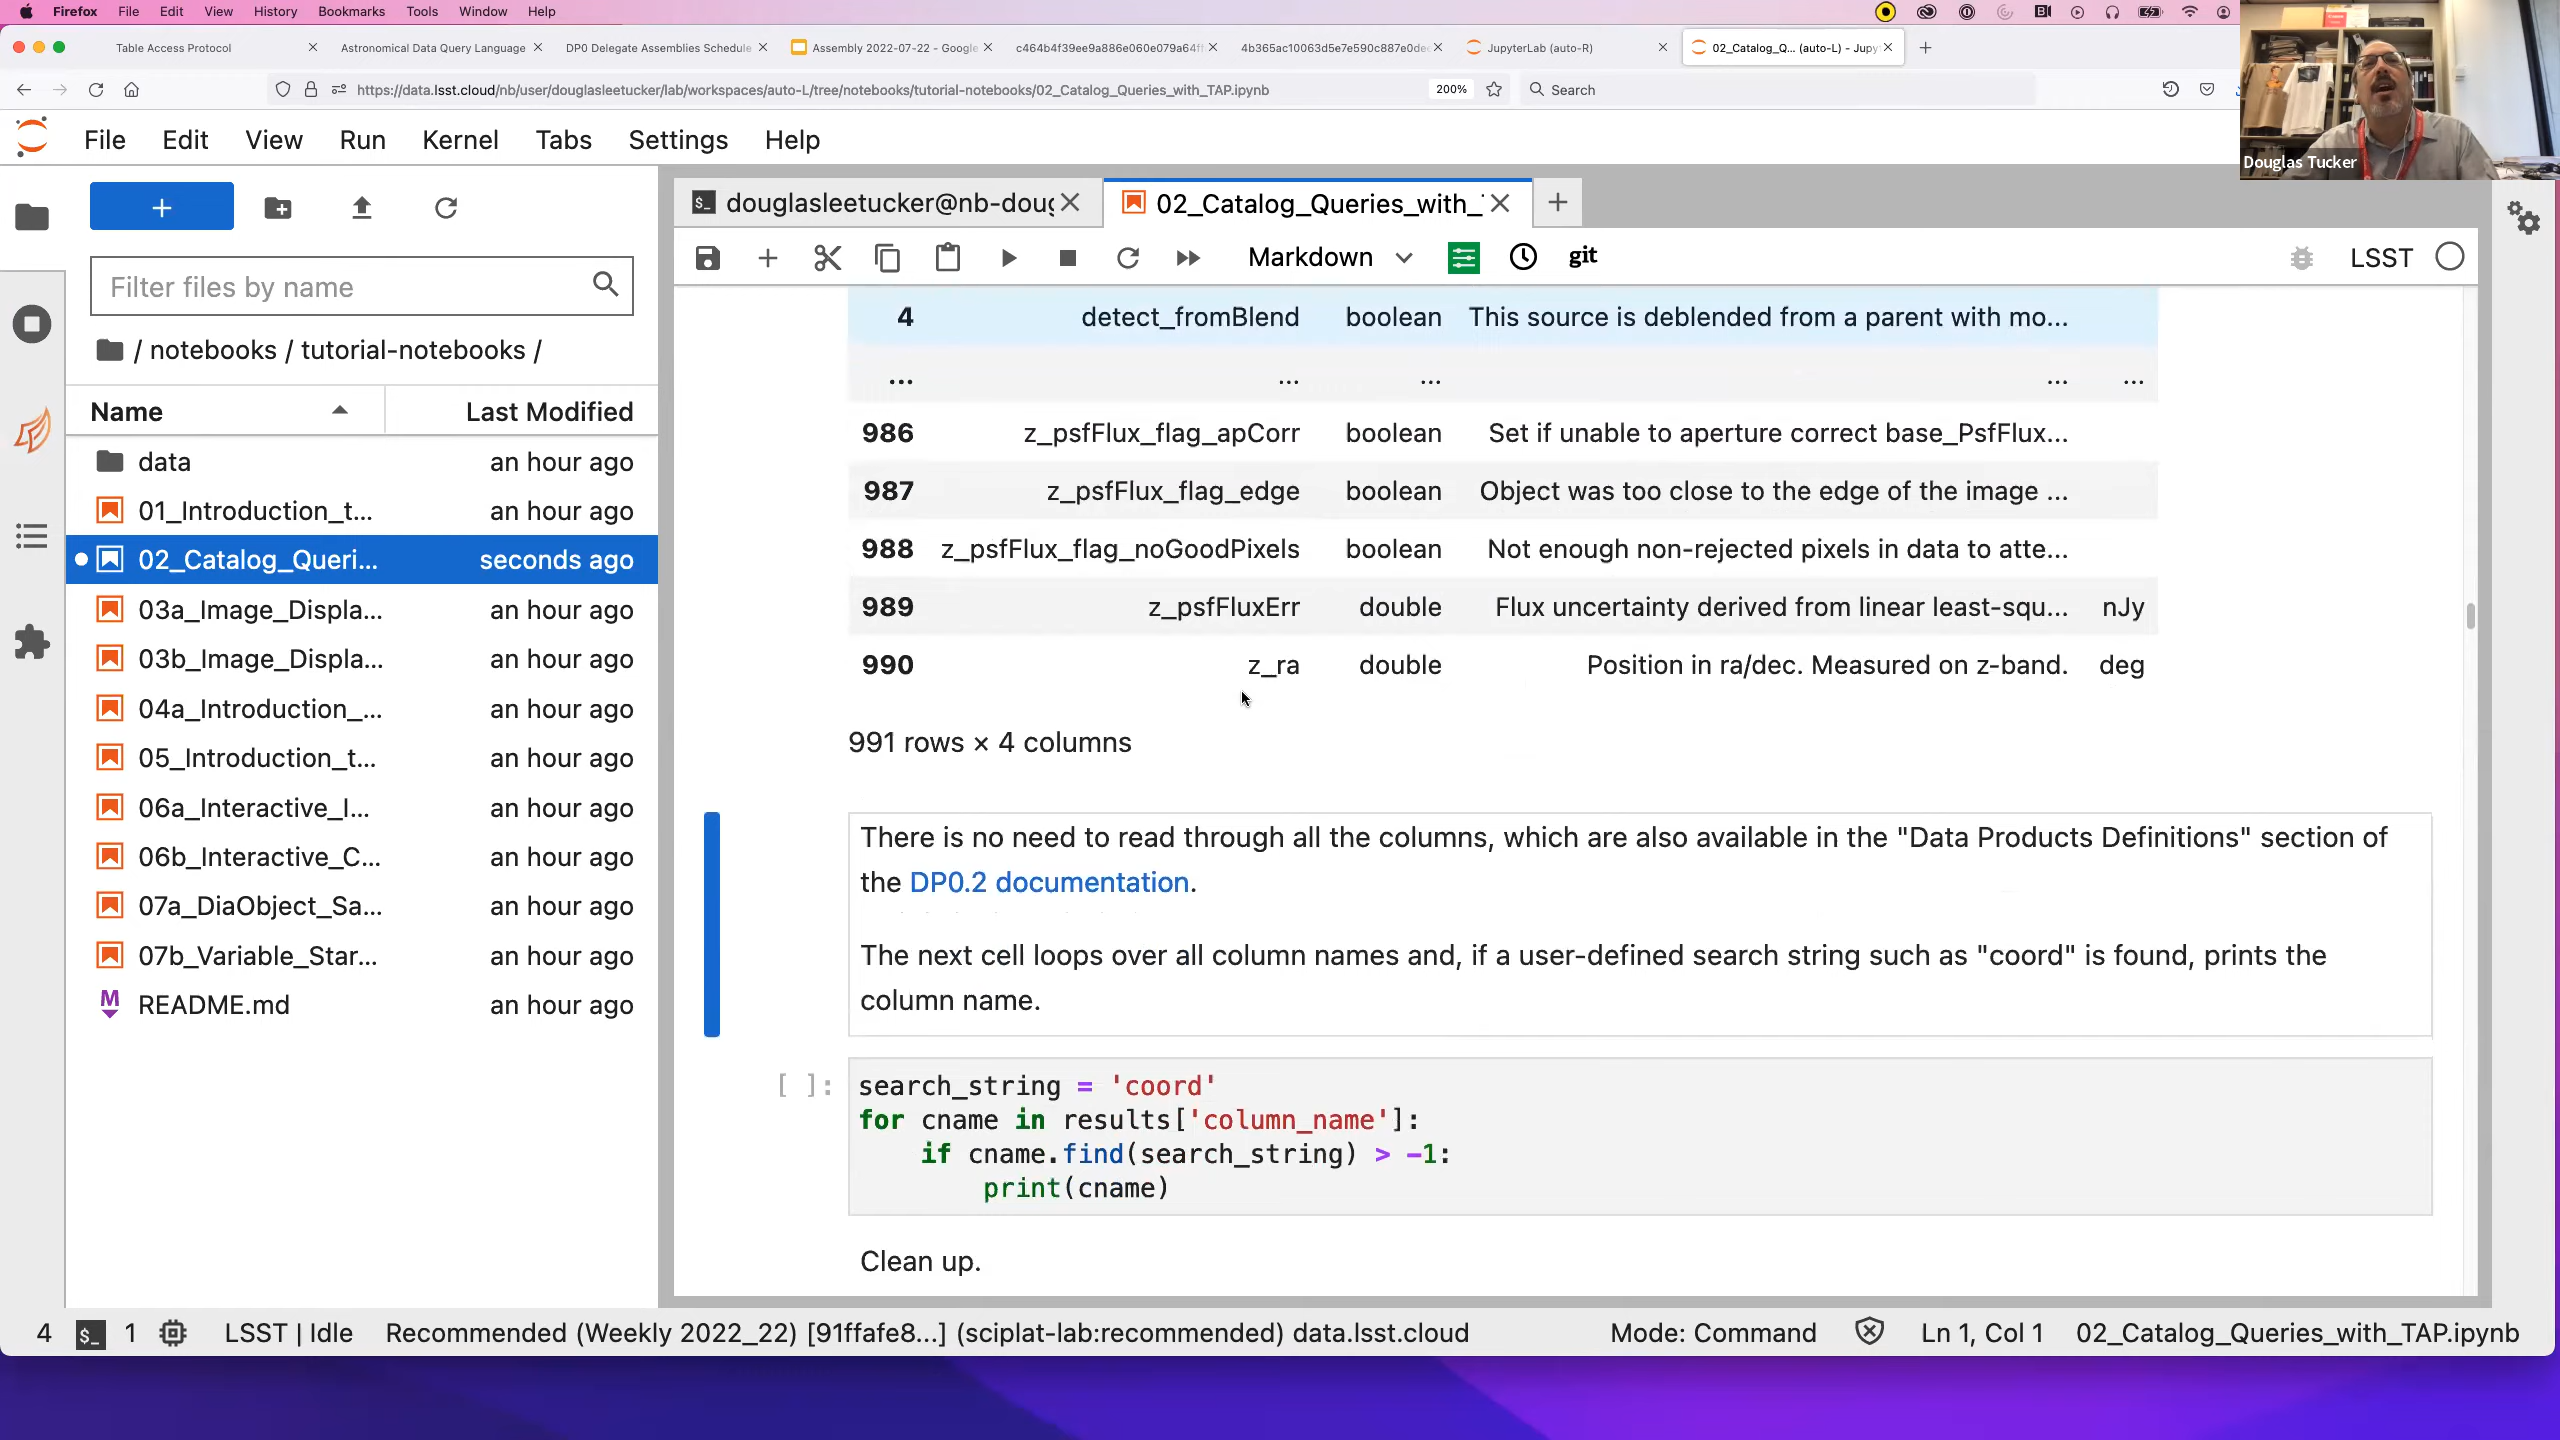 Firefox File Edit View History Bookmarks Tools Window Help
Table Access Protocol
Astronomical Data Query Language
DP0 Delegate Assemblies Schedule
Assembly 2022-07-22 - Google
c464b4f39ee9a886e060e079a64f
4b365ac10063d5e7e590c887e0de
JupyterLab (auto-R)
02_Catalog_Q... (auto-L) - Jupy
https://data.lsst.cloud/nb/user/douglasleetucker/lab/workspaces/auto-L/tree/notebooks/tutorial-notebooks/02_Catalog_Queries_with_TAP.ipynb
200%
Search
Douglas Tucker
File Edit View Run Kernel Tabs Settings Help
douglasleetucker@nb-doug
02_Catalog_Queries_with_
Markdown
git
LSST
Filter files by name
/ notebooks / tutorial-notebooks /
Name Last Modified
data an hour ago
01_Introduction_t... an hour ago
02_Catalog_Queri... seconds ago
03a_Image_Displa... an hour ago
03b_Image_Displa... an hour ago
04a_Introduction_... an hour ago
05_Introduction_t... an hour ago
06a_Interactive_I... an hour ago
06b_Interactive_C... an hour ago
07a_DiaObject_Sa... an hour ago
07b_Variable_Star... an hour ago
README.md an hour ago
4 detect_fromBlend boolean This source is deblended from a parent with mo...
... ... ... ... ...
986 z_psfFlux_flag_apCorr boolean Set if unable to aperture correct base_PsfFlux...
987 z_psfFlux_flag_edge boolean Object was too close to the edge of the image ...
988 z_psfFlux_flag_noGoodPixels boolean Not enough non-rejected pixels in data to atte...
989 z_psfFluxErr double Flux uncertainty derived from linear least-squ... nJy
990 z_ra double Position in ra/dec. Measured on z-band. deg
991 rows × 4 columns
There is no need to read through all the columns, which are also available in the "Data Products Definitions" section of
the DP0.2 documentation.
The next cell loops over all column names and, if a user-defined search string such as "coord" is found, prints the
column name.
[ ]:
search_string = 'coord'
for cname in results['column_name']:
    if cname.find(search_string) > -1:
        print(cname)
Clean up.
4 $_ 1 LSST | Idle Recommended (Weekly 2022_22) [91ffafe8...] (sciplat-lab:recommended) data.lsst.cloud Mode: Command Ln 1, Col 1 02_Catalog_Queries_with_TAP.ipynb